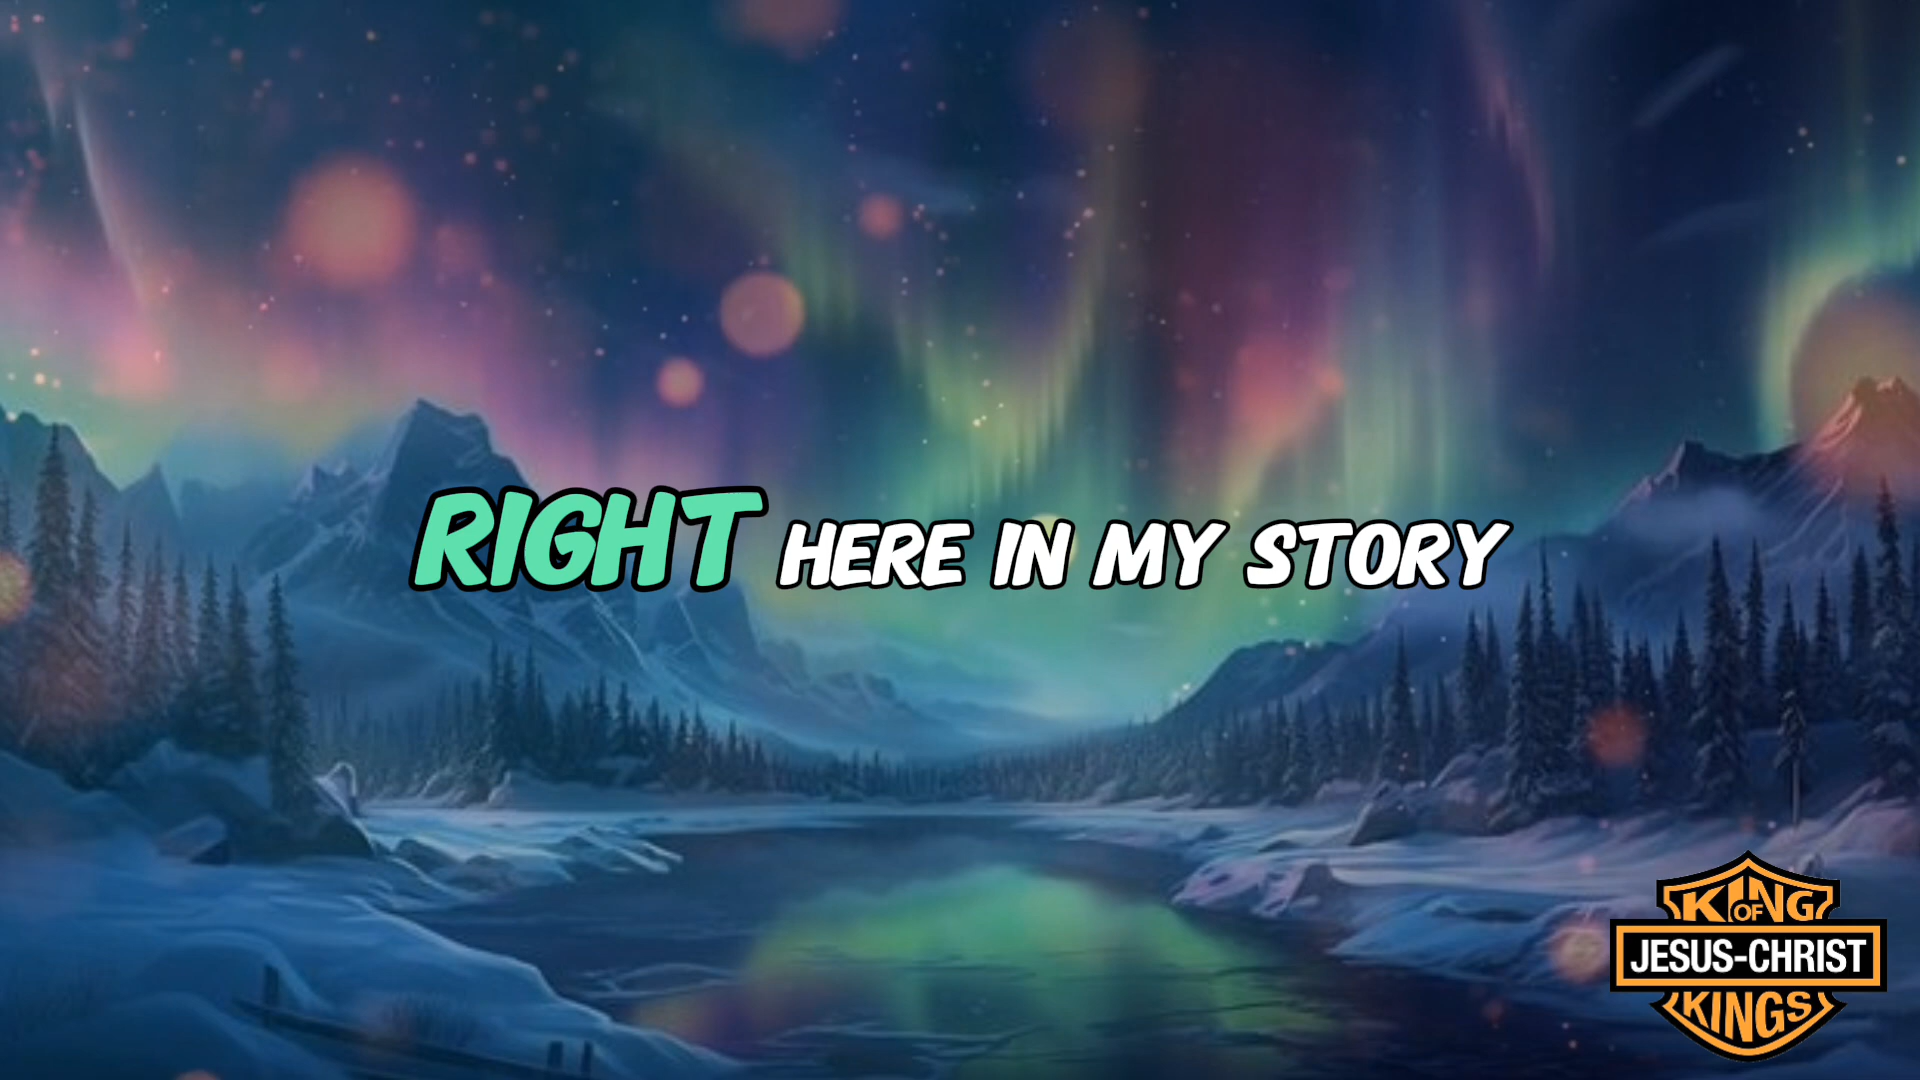 RIGHT HERE IN MY STORY
KING
OF
JESUS-CHRIST
KINGS